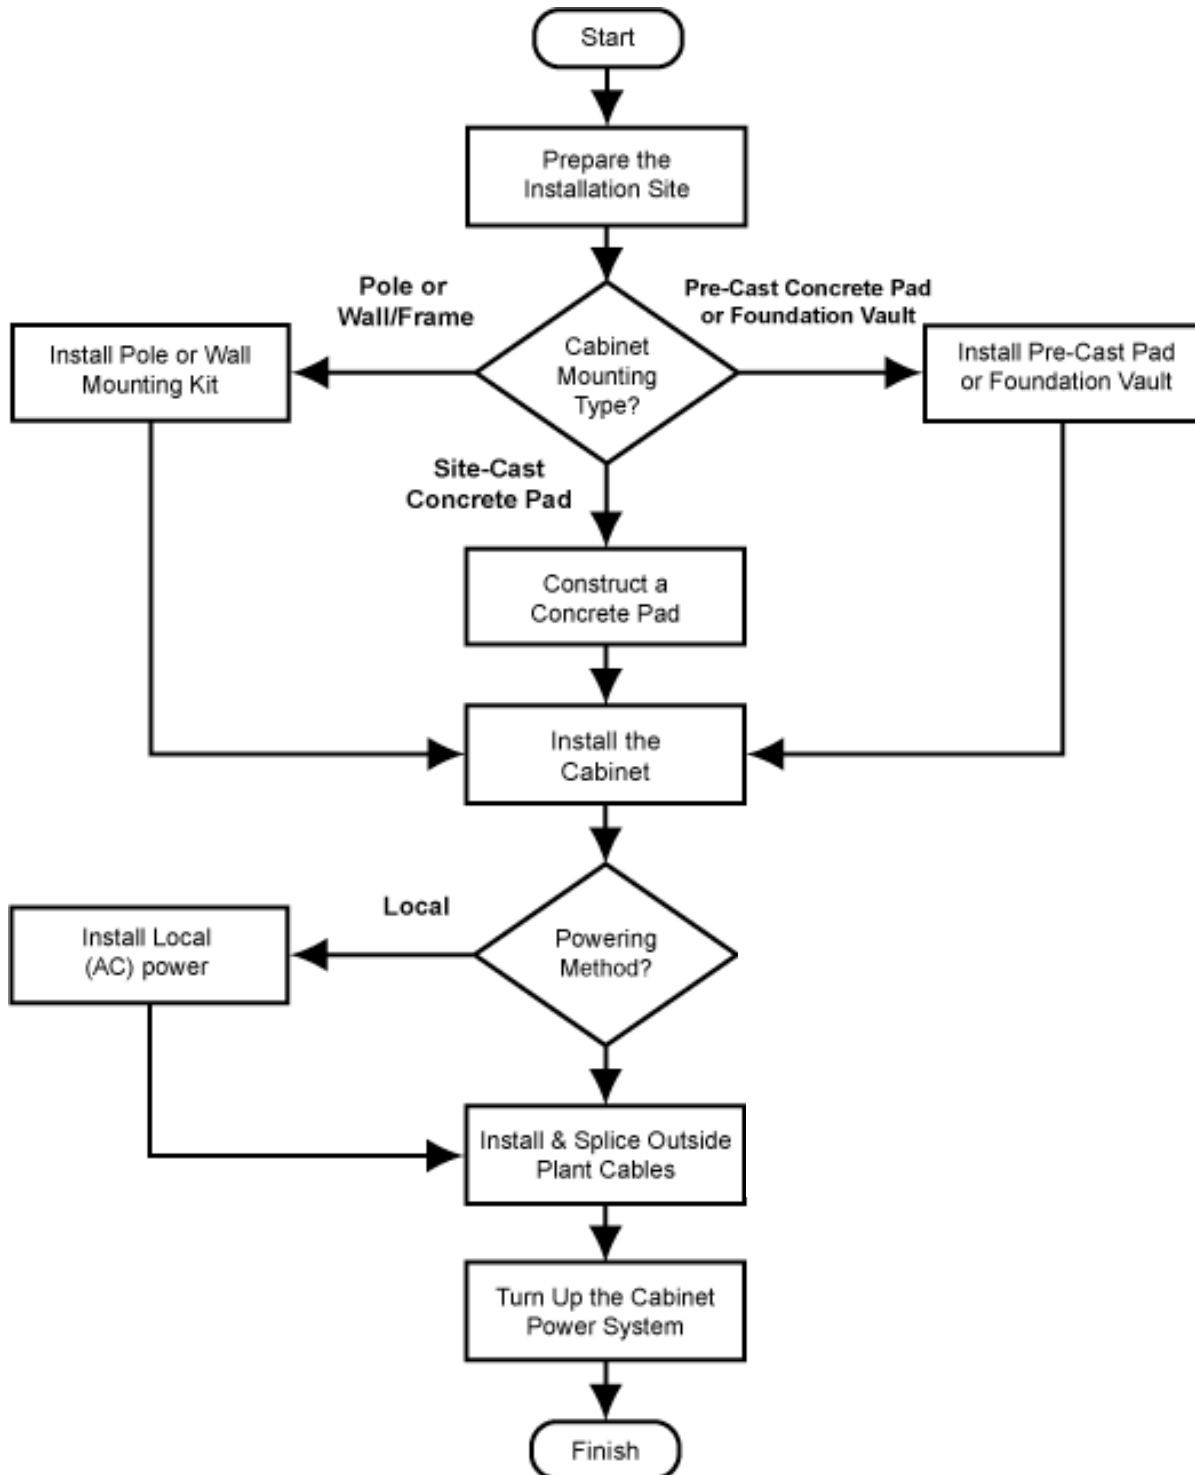 Start
Prepare the
Installation Site
Pole or
Wall/Frame
Pre-Cast Concrete Pad
or Foundation Vault
Install Pole or Wall
Mounting Kit
Cabinet
Mounting
Type?
Install Pre-Cast Pad
or Foundation Vault
Site-Cast
Concrete Pad
Construct a
Concrete Pad
Install the
Cabinet
Local
Install Local
(AC) power
Powering
Method?
Install & Splice Outside
Plant Cables
Turn Up the Cabinet
Power System
Finish